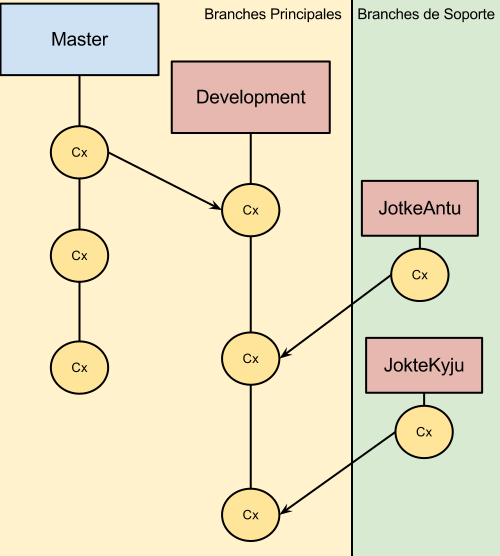 Branches Principales
Branches de Soporte
Master
Development
Cx
Cx
JotkeAntu
Cx
Cx
Cx
Cx
JokteKyju
Cx
Cx
Cx